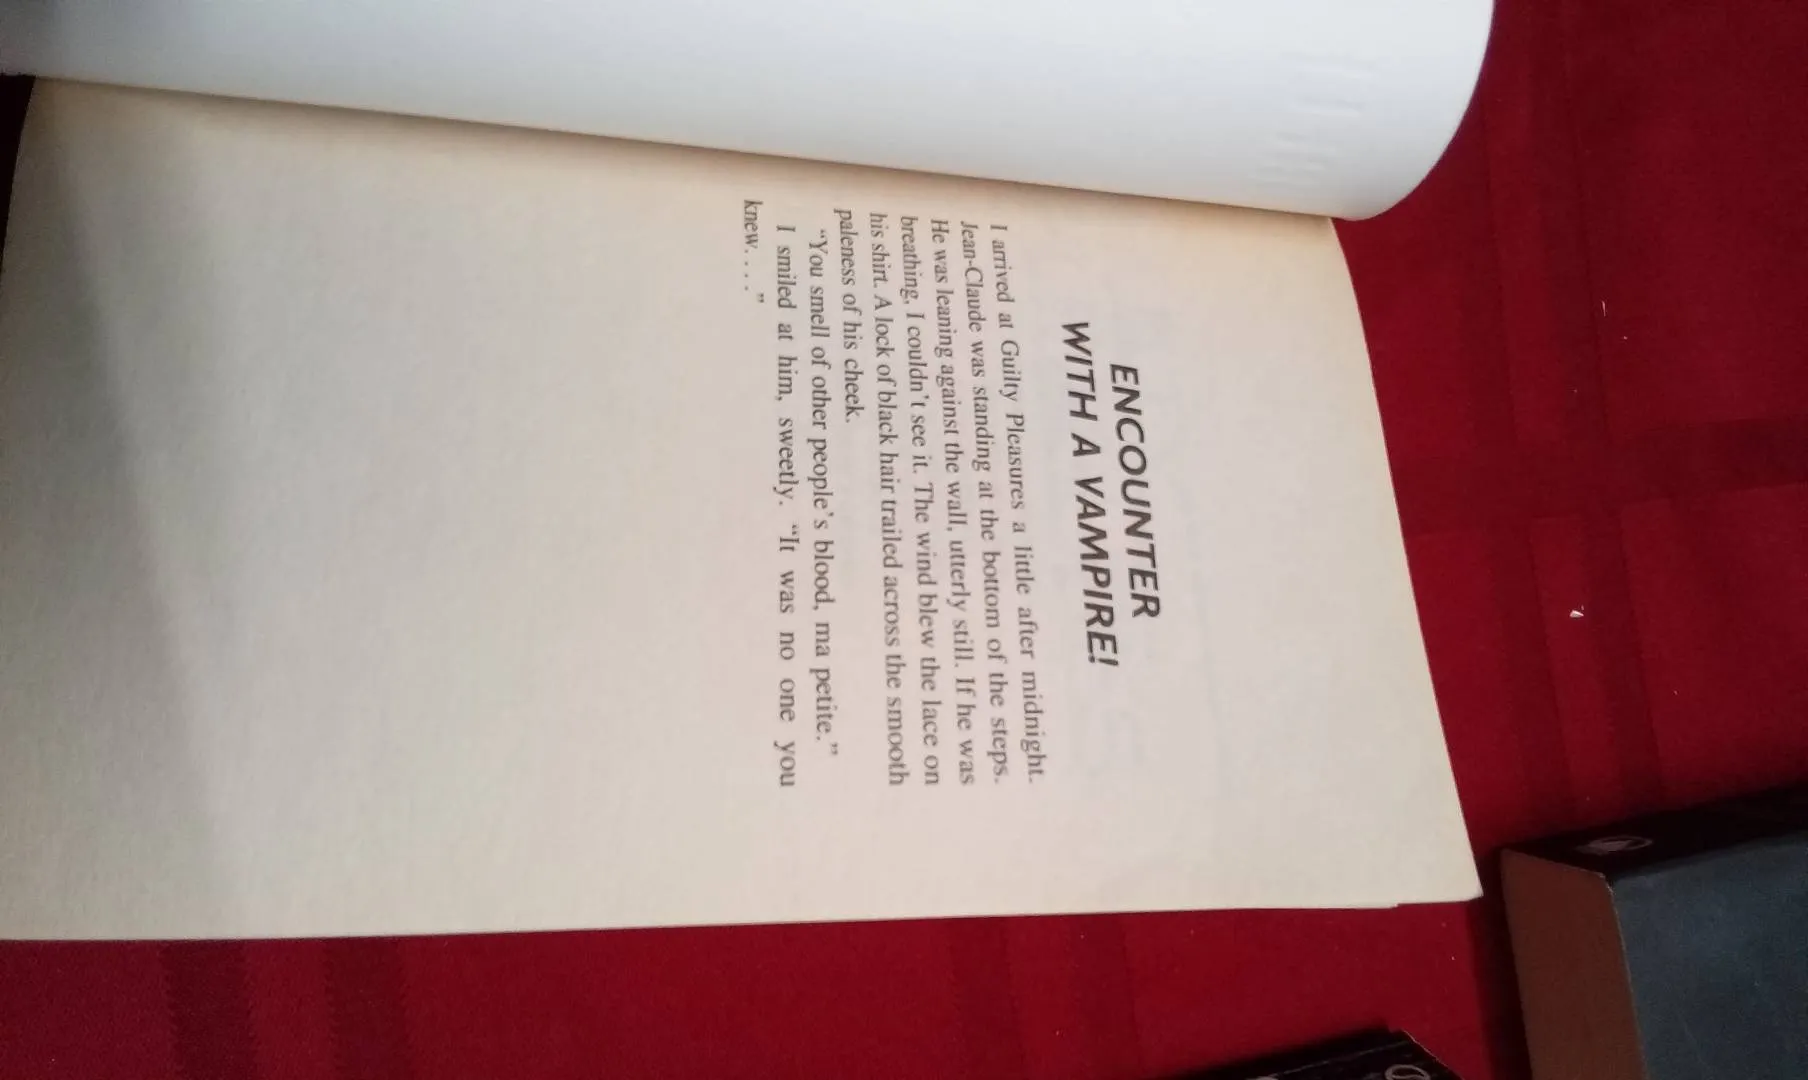 ENCOUNTER
WITH A VAMPIRE!
I arrived at Guilty Pleasures a little after midnight.
Jean-Claude was standing at the bottom of the steps.
He was leaning against the wall, utterly still. If he was
breathing, I couldn't see it. The wind blew the lace on
his shirt. A lock of black hair trailed across the smooth
paleness of his cheek.
“You smell of other people's blood, ma petite.”
I smiled at him, sweetly. “It was no one you
knew. . . .”